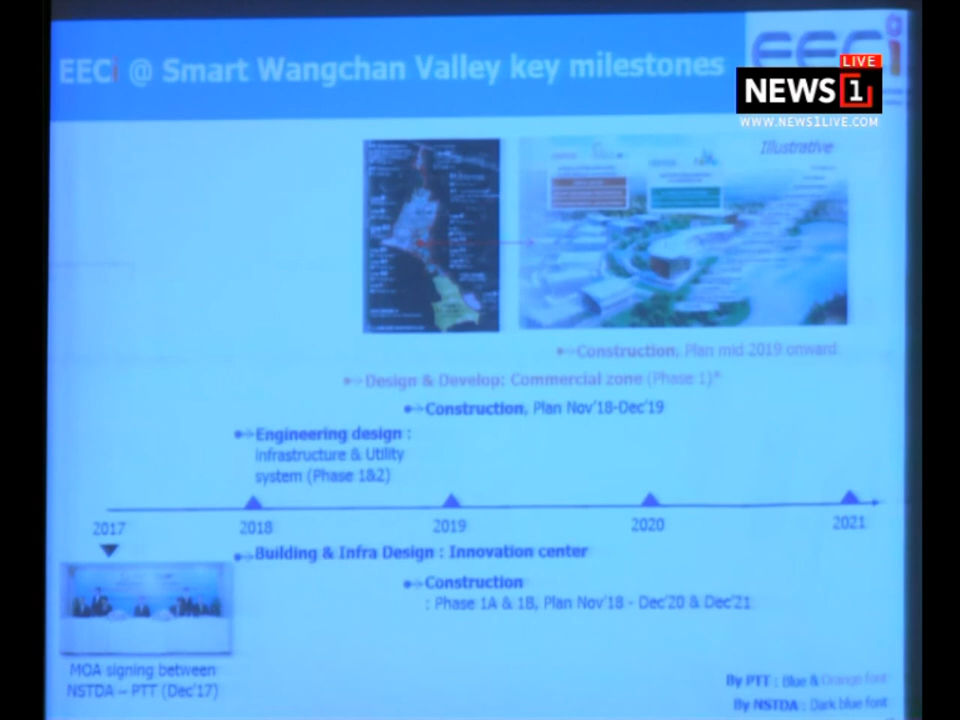 EECi @ Smart Wangchan Valley key milestones
EECi
LIVE
NEWS 1
WWW.NEWS1LIVE.COM
Illustrative
Construction, Plan mid 2019 onward
Design & Develop: Commercial zone (Phase 1)*
Construction, Plan Nov'18-Dec'19
Engineering design :
infrastructure & Utility
system (Phase 1&2)
2017
2018
2019
2020
2021
Building & Infra Design : Innovation center
Construction
: Phase 1A & 1B, Plan Nov'18 - Dec'20 & Dec'21
MOA signing between
NSTDA – PTT (Dec'17)
By PTT : Blue & Orange font
By NSTDA : Dark blue font